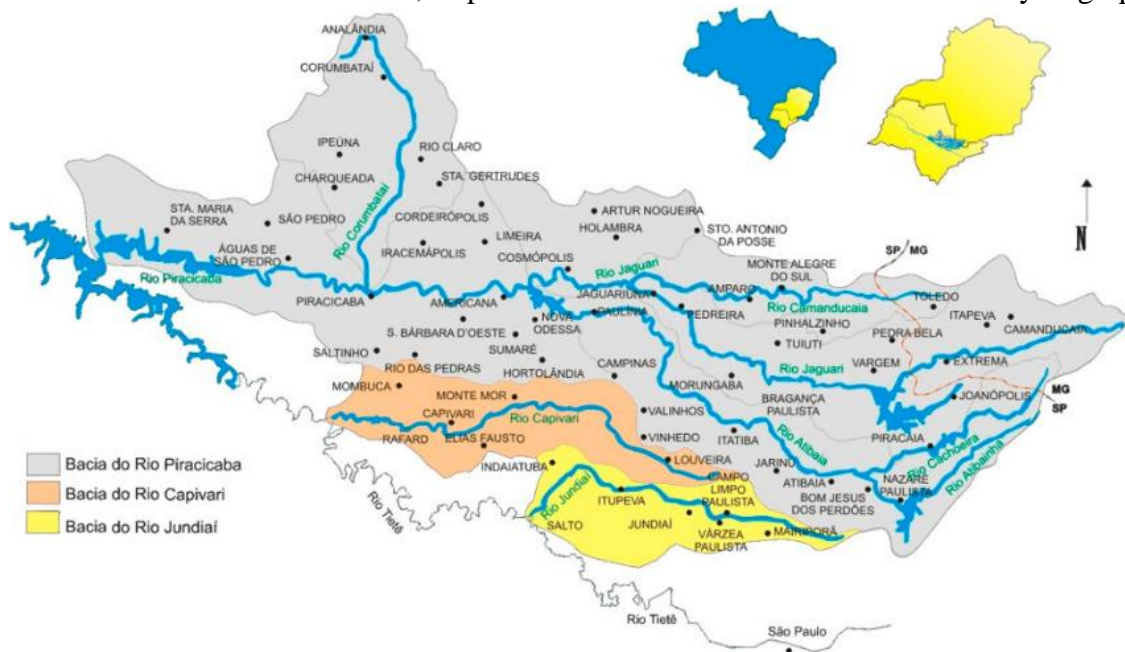 ANALÂNDIA
CORUMBATAÍ
IPEÚNA
RIO CLARO
CHARQUEADA
STA. GERTRUDES
Rio Corumbataí
STA. MARIA
DA SERRA
SÃO PEDRO
CORDEIRÓPOLIS
ARTUR NOGUEIRA
HOLAMBRA
STO. ANTONIO
DA POSSE
SP
MG
N
ÁGUAS DE
SÃO PEDRO
IRACEMÁPOLIS
LIMEIRA
COSMÓPOLIS
Rio Jaguari
MONTE ALEGRE
DO SUL
Rio Piracicaba
PIRACICABA
AMERICANA
JAGUARIUNA
AMPARO
Rio Camanducaia
TOLEDO
ITAPEVA
CAMANDUCAIA
S. BÁRBARA D'OESTE
NOVA
ODESSA
PAULÍNIA
PEDREIRA
PINHALZINHO
TUIUTI
PEDRA BELA
SALTINHO
RIO DAS PEDRAS
SUMARÉ
HORTOLÂNDIA
CAMPINAS
MORUNGABA
Rio Jaguari
VARGEM
EXTREMA
MOMBUCA
MONTE MOR
BRAGANÇA
PAULISTA
JOANÓPOLIS
MG
SP
CAPIVARI
Rio Capivari
VALINHOS
RAFARD
ELIAS FAUSTO
VINHEDO
ITATIBA
Rio Atibaia
PIRACAIA
Rio Cachoeira
Rio Atibainha
INDAIATUBA
LOUVEIRA
JARINU
ATIBAIA
NAZARÉ
PAULISTA
CAMPO
LIMPO
PAULISTA
BOM JESUS
DOS PERDÕES
Rio Jundiaí
ITUPEVA
SALTO
JUNDIAÍ
VÁRZEA
PAULISTA
MAIRIPORÃ
Bacia do Rio Piracicaba
Bacia do Rio Capivari
Bacia do Rio Jundiaí
Rio Tietê
Rio Tietê
São Paulo